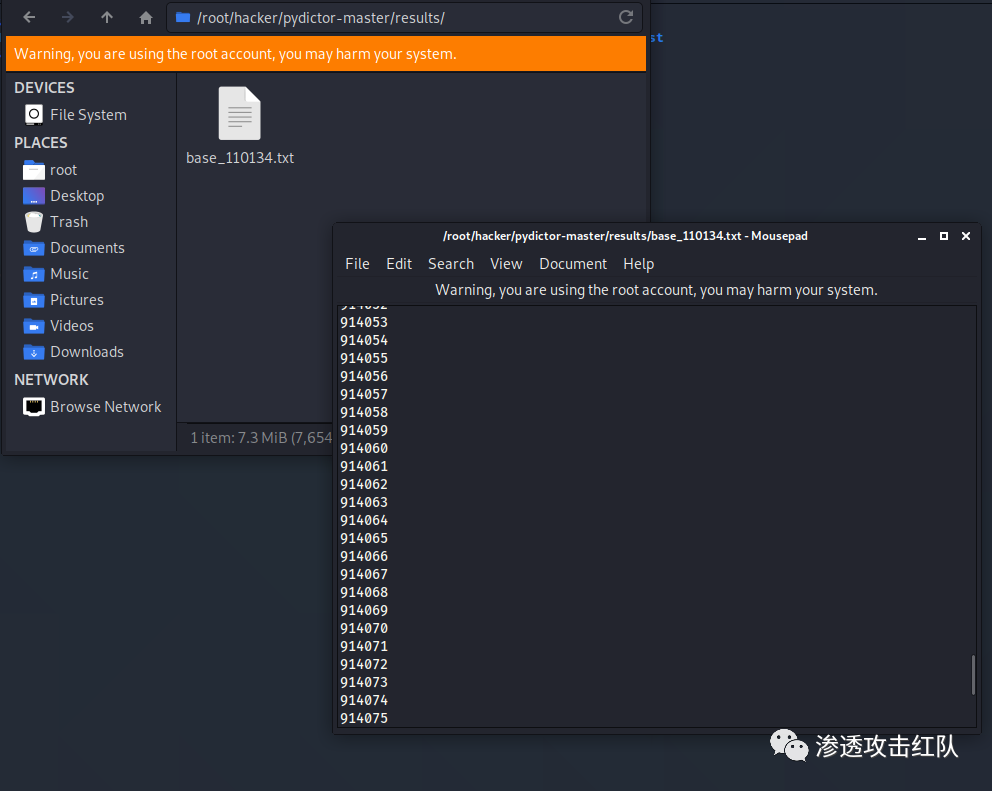 /root/hacker/pydictor-master/results/
st
Warning, you are using the root account, you may harm your system.
DEVICES
File System
PLACES
root
Desktop
Trash
Documents
Music
Pictures
Videos
Downloads
NETWORK
Browse Network
base_110134.txt
1 item: 7.3 MiB (7,654
/root/hacker/pydictor-master/results/base_110134.txt - Mousepad
File Edit Search View Document Help
Warning, you are using the root account, you may harm your system.
914052
914053
914054
914055
914056
914057
914058
914059
914060
914061
914062
914063
914064
914065
914066
914067
914068
914069
914070
914071
914072
914073
914074
914075
渗透攻击红队